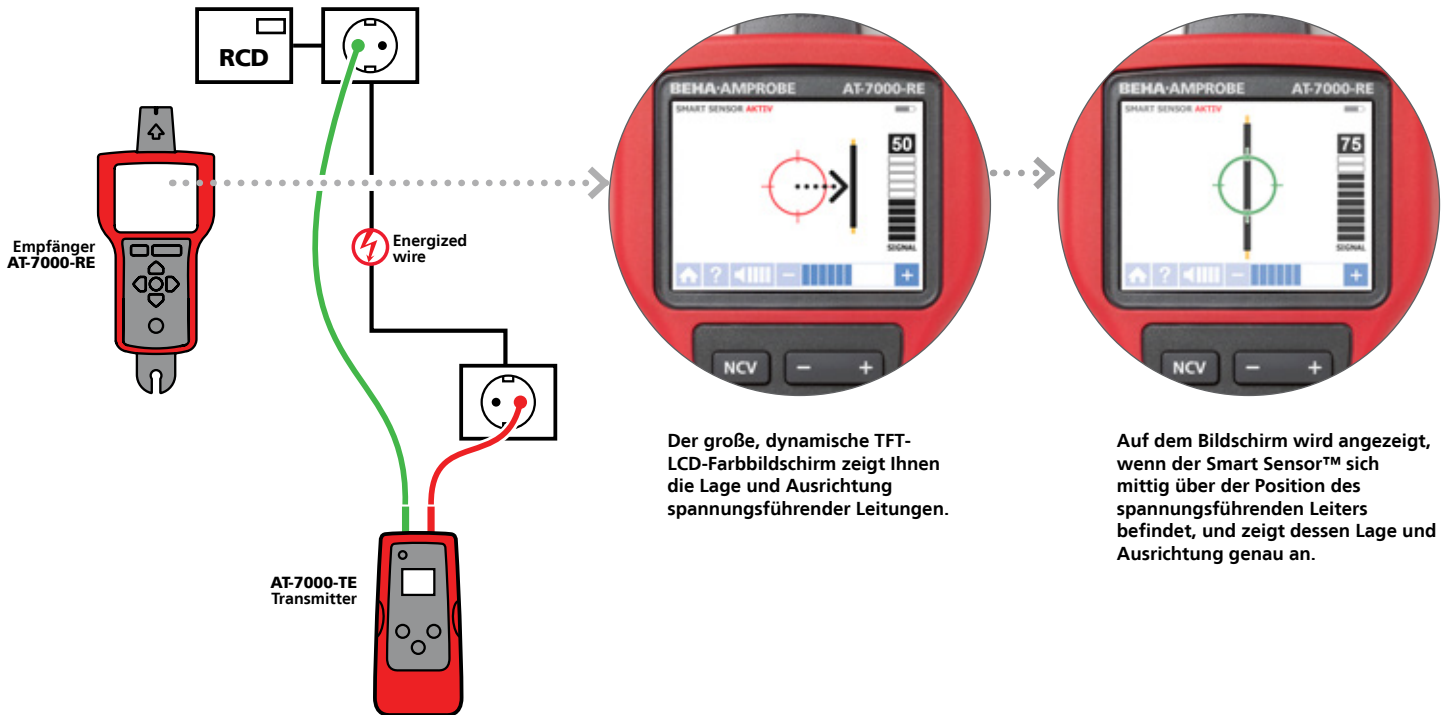 RCD
Empfänger
AT-7000-RE
Energized
wire
AT-7000-TE
Transmitter
BEHA-AMPROBE AT-7000-RE
SMART SENSOR AKTIV
50
SIGNAL
?
NCV - +
Der große, dynamische TFT-
LCD-Farbbildschirm zeigt Ihnen
die Lage und Ausrichtung
spannungsführender Leitungen.
BEHA-AMPROBE AT-7000-RE
SMART SENSOR AKTIV
75
SIGNAL
?
NCV - +
Auf dem Bildschirm wird angezeigt,
wenn der Smart Sensor™ sich
mittig über der Position des
spannungsführenden Leiters
befindet, und zeigt dessen Lage und
Ausrichtung genau an.